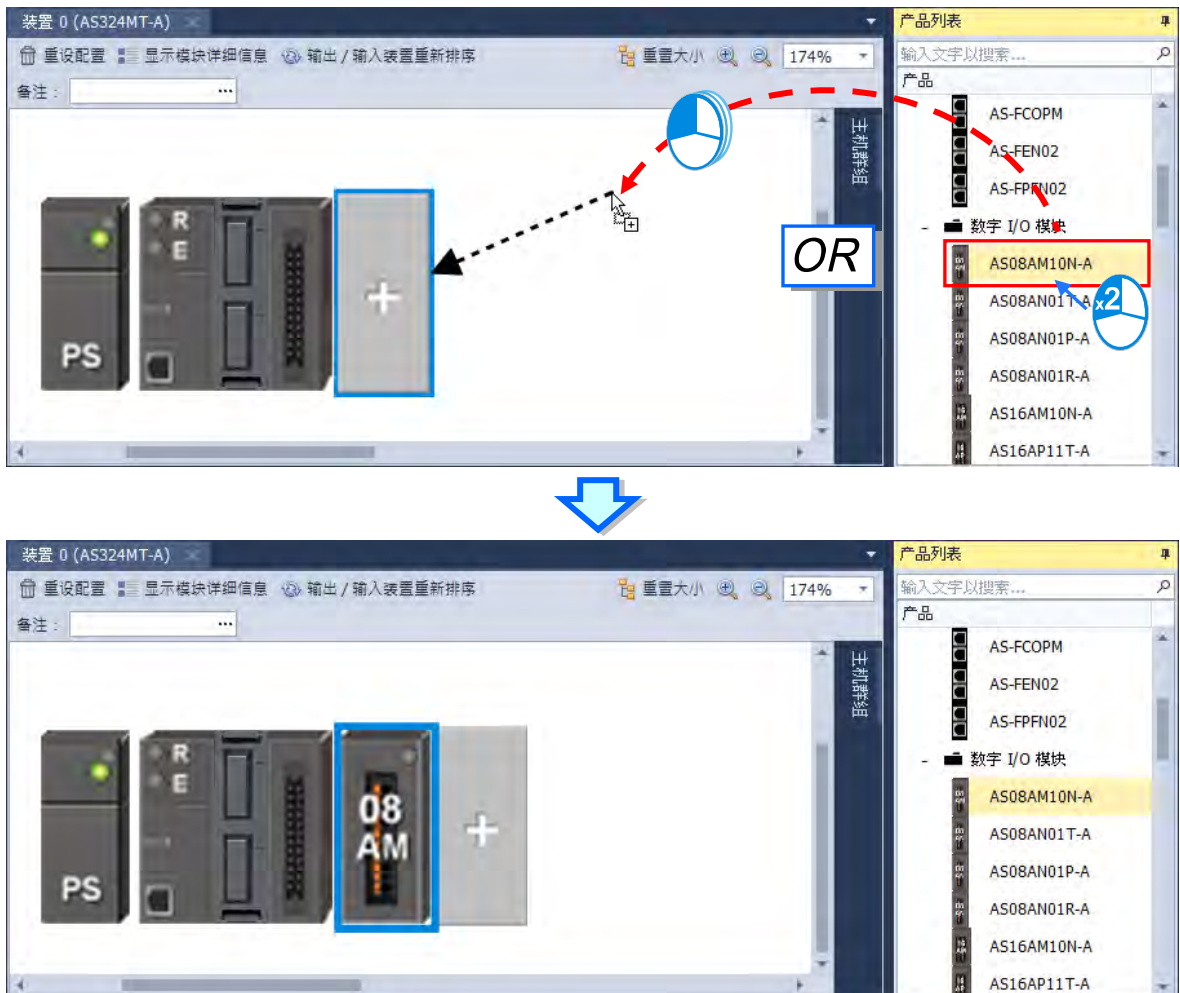 装置 0 (AS324MT-A)
产品列表
重设配置 显示模块详细信息 输出 / 输入装置重新排序 重置大小 174%
输入文字以搜索...
备注 : ...
产品
主机群组
AS-FCOPM
AS-FEN02
AS-FPFN02
PS R E
+
OR
- 数字 I/O 模块
AS08AM10N-A
x2
AS08AN01T-A
AS08AN01P-A
AS08AN01R-A
AS16AM10N-A
AS16AP11T-A
装置 0 (AS324MT-A)
产品列表
重设配置 显示模块详细信息 输出 / 输入装置重新排序 重置大小 174%
输入文字以搜索...
备注 : ...
产品
主机群组
AS-FCOPM
AS-FEN02
AS-FPFN02
PS R E
08
AM
+
- 数字 I/O 模块
AS08AM10N-A
AS08AN01T-A
AS08AN01P-A
AS08AN01R-A
AS16AM10N-A
AS16AP11T-A